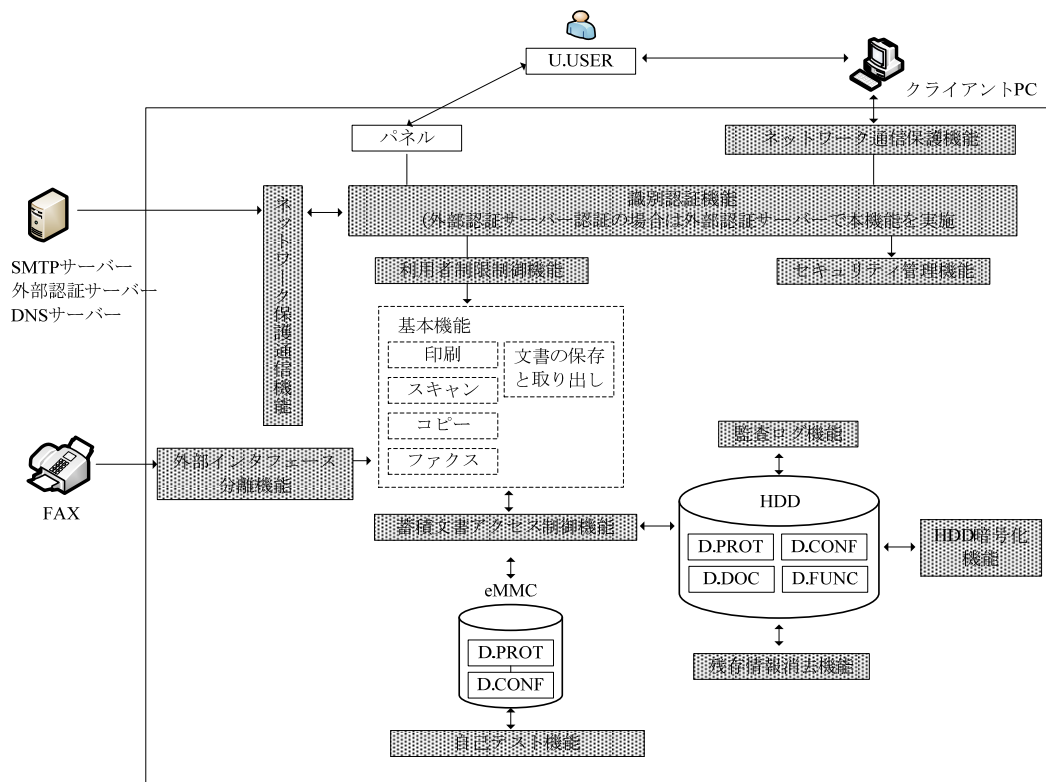 U.USER
クライアントPC
パネル
ネットワーク通信保護機能
識別認証機能
(外部認証サーバー認証の場合は外部認証サーバーで本機能を実施
ネットワーク保護通信機能
SMTPサーバー
外部認証サーバー
DNSサーバー
利用者制限制御機能
セキュリティ管理機能
基本機能
印刷
文書の保存
と取り出し
スキャン
コピー
ファクス
監査ログ機能
外部インタフェース
分離機能
FAX
HDD
蓄積文書アクセス制御機能
D.PROT
D.CONF
D.DOC
D.FUNC
HDD暗号化
機能
eMMC
D.PROT
D.CONF
残存情報消去機能
自己テスト機能